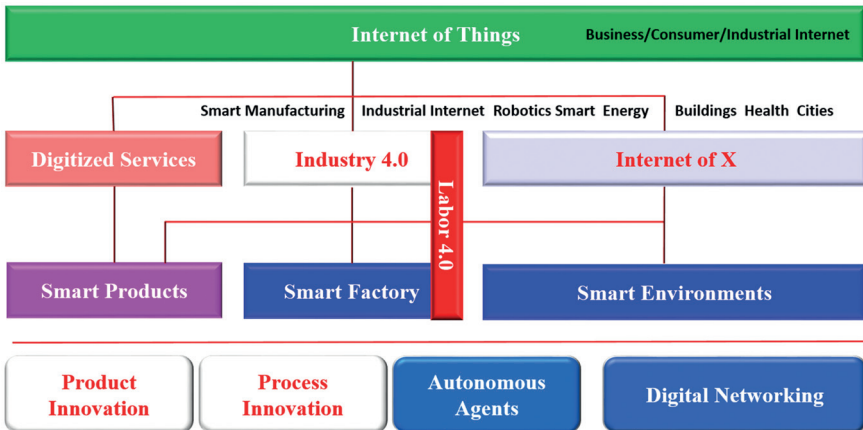 Internet of Things Business/Consumer/Industrial Internet
Smart Manufacturing Industrial Internet Robotics Smart Energy Buildings Health Cities
Digitized Services
Industry 4.0
Labor 4.0
Internet of X
Smart Products
Smart Factory
Smart Environments
Product
Innovation
Process
Innovation
Autonomous
Agents
Digital Networking